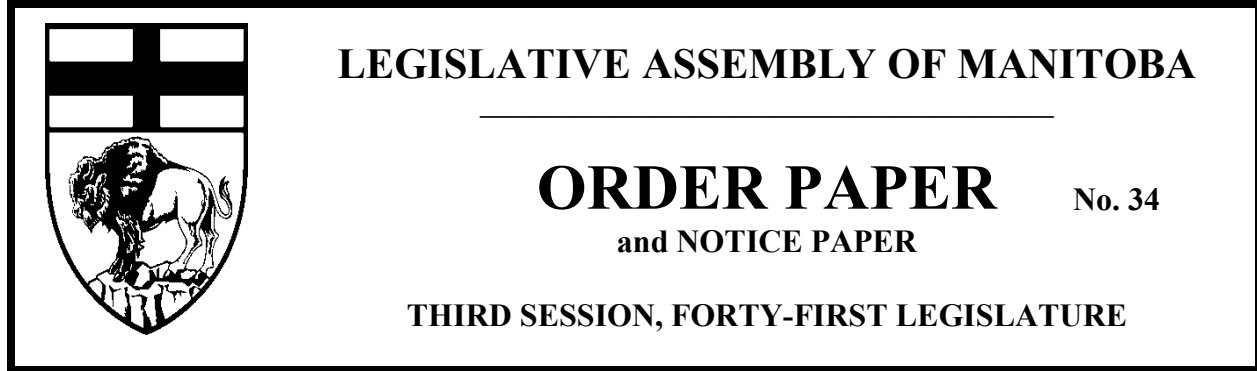 LEGISLATIVE ASSEMBLY OF MANITOBA
ORDER PAPER No. 34
and NOTICE PAPER
THIRD SESSION, FORTY-FIRST LEGISLATURE